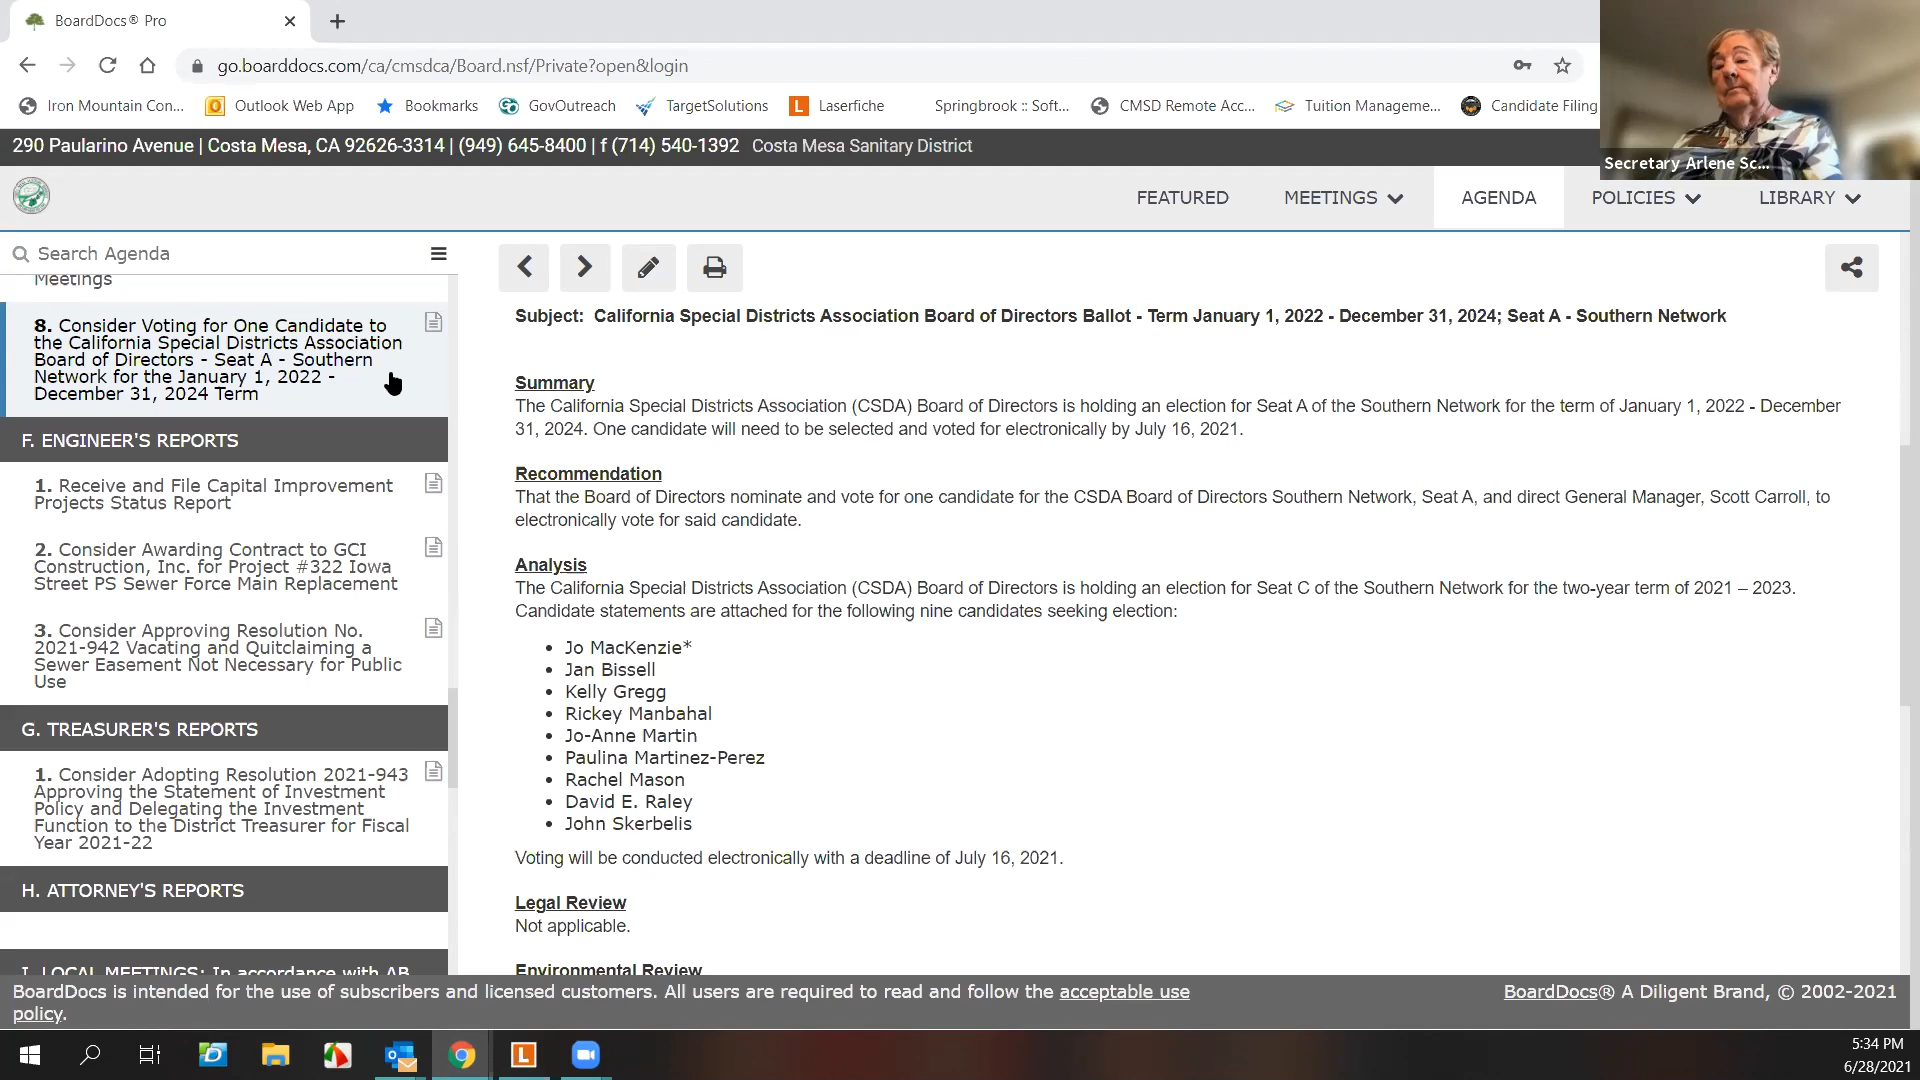 BoardDocs® Pro
go.boarddocs.com/ca/cmsdca/Board.nsf/Private?open&login
Iron Mountain Con... Outlook Web App Bookmarks GovOutreach TargetSolutions Laserfiche Springbrook :: Soft... CMSD Remote Acc... Tuition Manageme... Candidate Filing
Secretary Arlene Sc...
290 Paularino Avenue | Costa Mesa, CA 92626-3314 | (949) 645-8400 | f (714) 540-1392 Costa Mesa Sanitary District
FEATURED MEETINGS AGENDA POLICIES LIBRARY
Search Agenda
Meetings
8. Consider Voting for One Candidate to
the California Special Districts Association
Board of Directors - Seat A - Southern
Network for the January 1, 2022 -
December 31, 2024 Term
F. ENGINEER'S REPORTS
1. Receive and File Capital Improvement
Projects Status Report
2. Consider Awarding Contract to GCI
Construction, Inc. for Project #322 Iowa
Street PS Sewer Force Main Replacement
3. Consider Approving Resolution No.
2021-942 Vacating and Quitclaiming a
Sewer Easement Not Necessary for Public
Use
G. TREASURER'S REPORTS
1. Consider Adopting Resolution 2021-943
Approving the Statement of Investment
Policy and Delegating the Investment
Function to the District Treasurer for Fiscal
Year 2021-22
H. ATTORNEY'S REPORTS
I. LOCAL MEETINGS: In accordance with AB
Subject: California Special Districts Association Board of Directors Ballot - Term January 1, 2022 - December 31, 2024; Seat A - Southern Network
Summary
The California Special Districts Association (CSDA) Board of Directors is holding an election for Seat A of the Southern Network for the term of January 1, 2022 - December
31, 2024. One candidate will need to be selected and voted for electronically by July 16, 2021.
Recommendation
That the Board of Directors nominate and vote for one candidate for the CSDA Board of Directors Southern Network, Seat A, and direct General Manager, Scott Carroll, to
electronically vote for said candidate.
Analysis
The California Special Districts Association (CSDA) Board of Directors is holding an election for Seat C of the Southern Network for the two-year term of 2021 – 2023.
Candidate statements are attached for the following nine candidates seeking election:
• Jo MacKenzie*
• Jan Bissell
• Kelly Gregg
• Rickey Manbahal
• Jo-Anne Martin
• Paulina Martinez-Perez
• Rachel Mason
• David E. Raley
• John Skerbelis
Voting will be conducted electronically with a deadline of July 16, 2021.
Legal Review
Not applicable.
Environmental Review
BoardDocs is intended for the use of subscribers and licensed customers. All users are required to read and follow the acceptable use
policy.
BoardDocs® A Diligent Brand, © 2002-2021
5:34 PM
6/28/2021